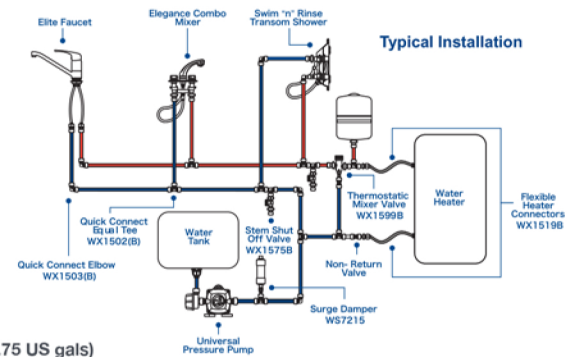 Elite Faucet
Elegance Combo
Mixer
Swim "n" Rinse
Transom Shower
Typical Installation
Thermostatic
Mixer Valve
WX1599B
Water
Heater
Flexible
Heater
Connectors
WX1519B
Quick Connect
Equal Tee
WX1502(B)
Water
Tank
Stem Shut
Off Valve
WX1575B
Non- Return
Valve
Quick Connect Elbow
WX1503(B)
Surge Damper
WS7215
Universal
Pressure Pump
.75 US gals)